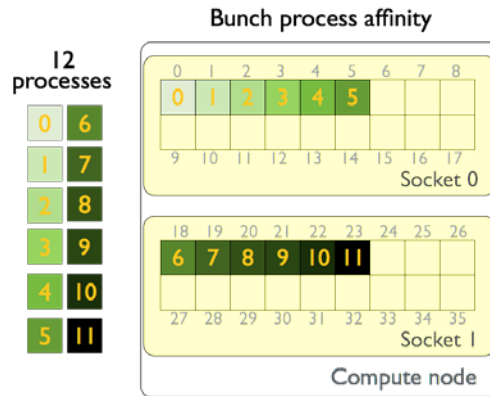 Bunch process affinity
12
processes
0 6
1 7
2 8
3 9
4 10
5 11
0 1 2 3 4 5 6 7 8
0 1 2 3 4 5
9 10 11 12 13 14 15 16 17
Socket 0
18 19 20 21 22 23 24 25 26
6 7 8 9 10 11
27 28 29 30 31 32 33 34 35
Socket 1
Compute node